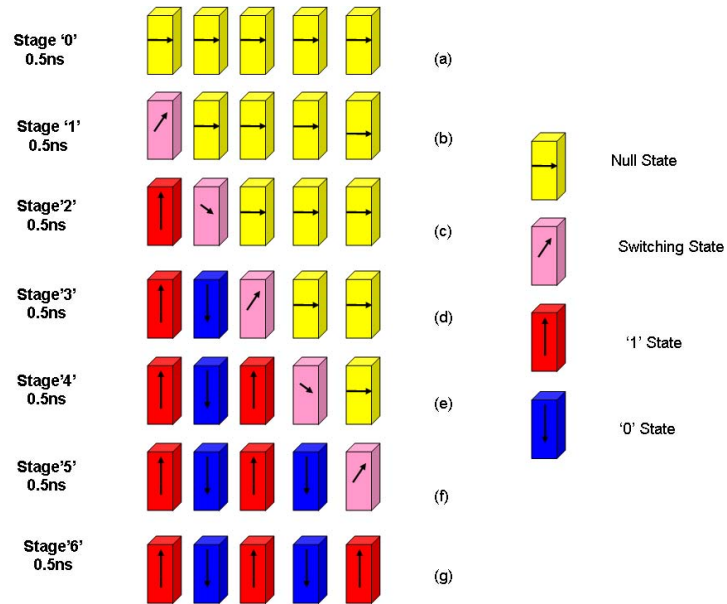 Stage ‘0’
0.5ns
(a)
Stage ‘1’
0.5ns
(b)
Stage’2’
0.5ns
(c)
Stage’3’
0.5ns
(d)
Stage’4’
0.5ns
(e)
Stage’5’
0.5ns
(f)
Stage’6’
0.5ns
(g)
Null State
Switching State
‘1’ State
‘0’ State